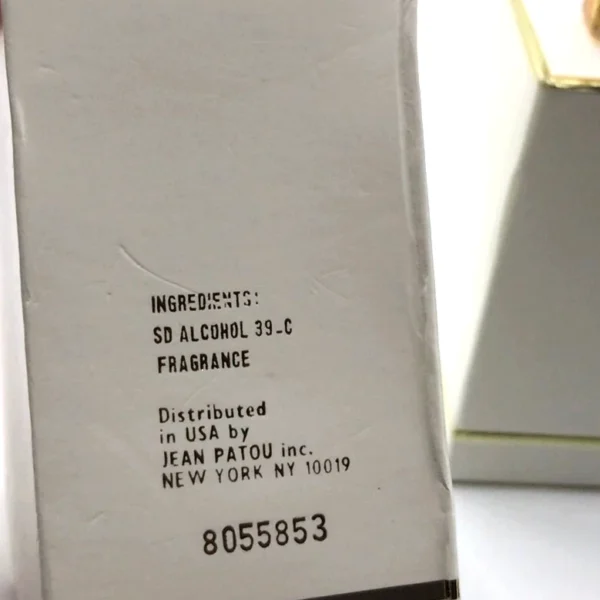 INGREDIENTS:
SD ALCOHOL 39-C
FRAGRANCE
Distributed
in USA by
JEAN PATOU inc.
NEW YORK NY 10019
8055853